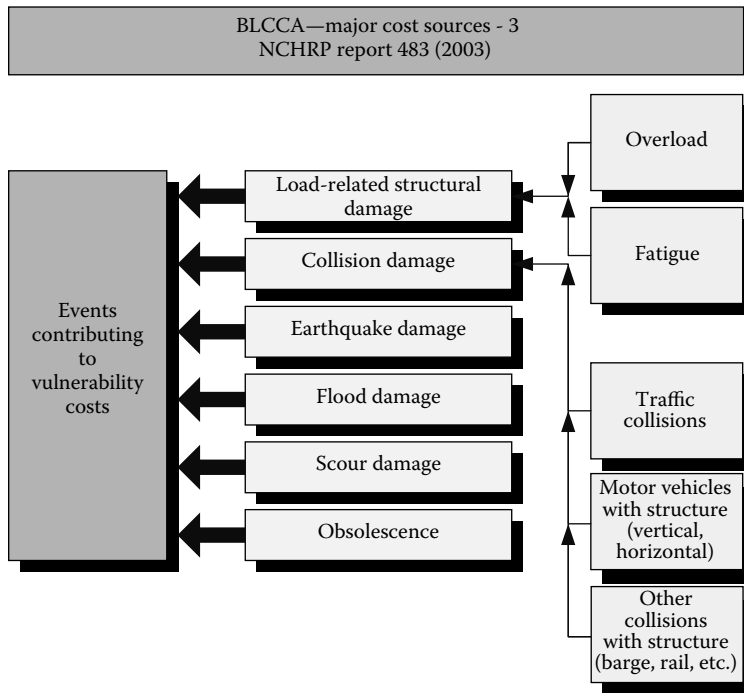 BLCCA—major cost sources - 3
NCHRP report 483 (2003)
Overload
Load-related structural
damage
Fatigue
Collision damage
Events
contributing
to
vulnerability
costs
Earthquake damage
Flood damage
Scour damage
Obsolescence
Traffic
collisions
Motor vehicles
with structure
(vertical,
horizontal)
Other
collisions
with structure
(barge, rail, etc.)